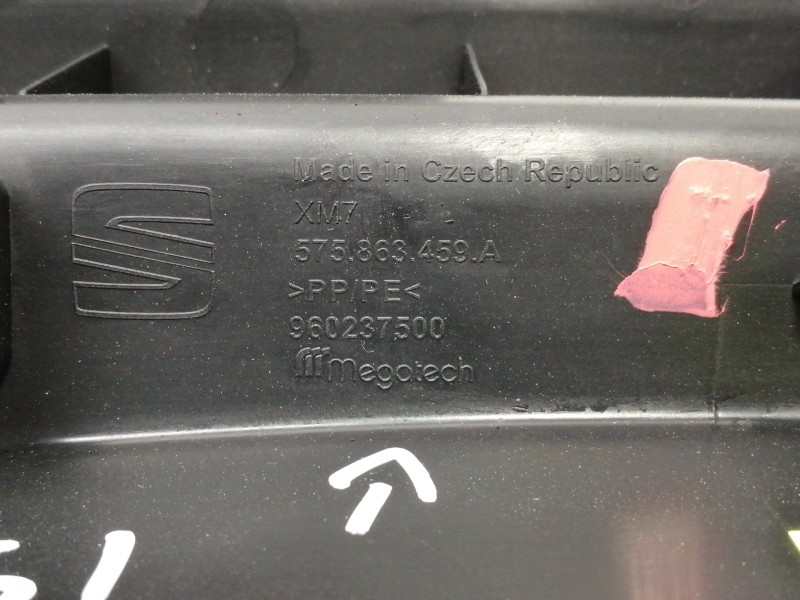 Made in Czech Republic
XM7
575.863.459.A
>PP/PE<
960237500
Megatech